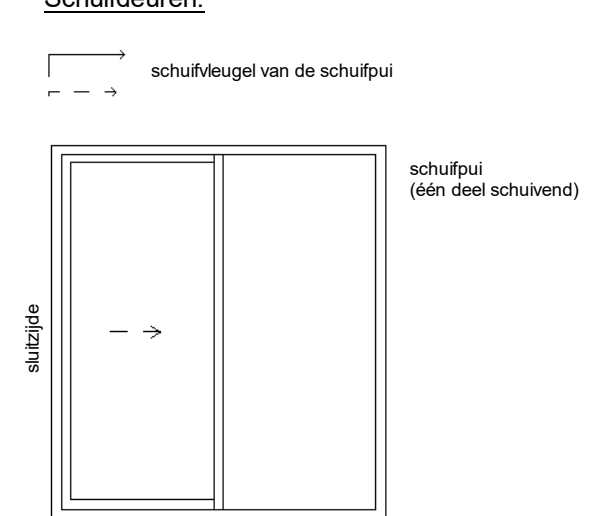 Schuifdeuren:
schuifvleugel van de schuifpui
schuifpui
(één deel schuivend)
sluitzijde